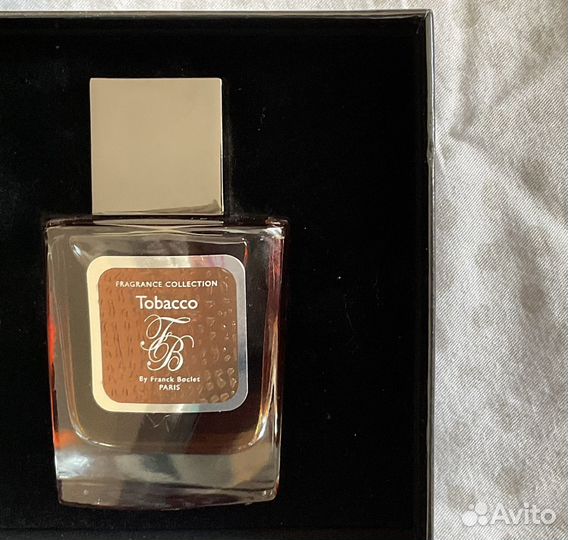 FRAGRANCE COLLECTION
Tobacco
FB
By Franck Boclet
PARIS
Avito